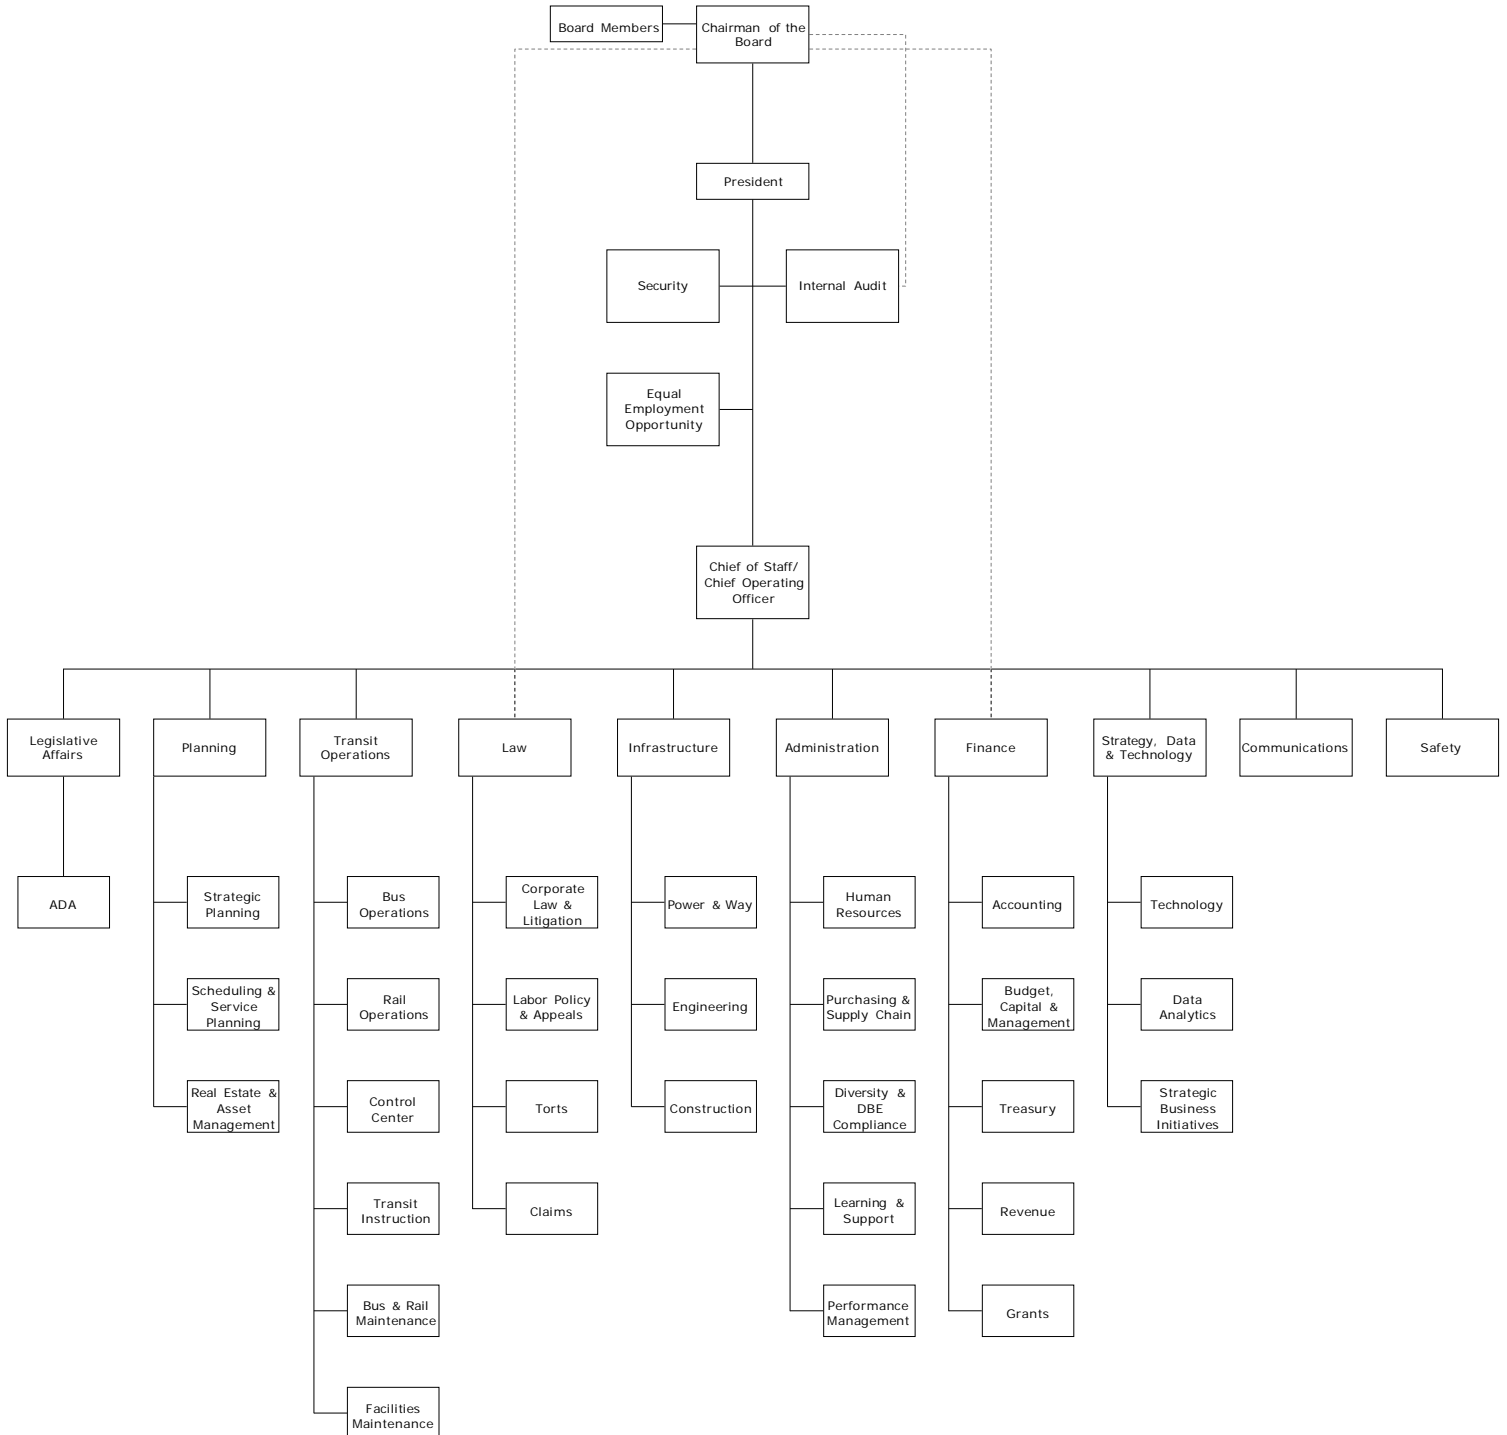 Board Members
Chairman of the
Board
President
Security
Internal Audit
Equal
Employment
Opportunity
Chief of Staff/
Chief Operating
Officer
Legislative
Affairs
Planning
Transit
Operations
Law
Infrastructure
Administration
Finance
Strategy, Data
& Technology
Communications
Safety
ADA
Strategic
Planning
Bus
Operations
Corporate
Law &
Litigation
Power & Way
Human
Resources
Accounting
Technology
Scheduling &
Service
Planning
Rail
Operations
Labor Policy
& Appeals
Engineering
Purchasing &
Supply Chain
Budget,
Capital &
Management
Data
Analytics
Real Estate &
Asset
Management
Control
Center
Torts
Construction
Diversity &
DBE
Compliance
Treasury
Strategic
Business
Initiatives
Transit
Instruction
Claims
Learning &
Support
Revenue
Bus & Rail
Maintenance
Performance
Management
Grants
Facilities
Maintenance